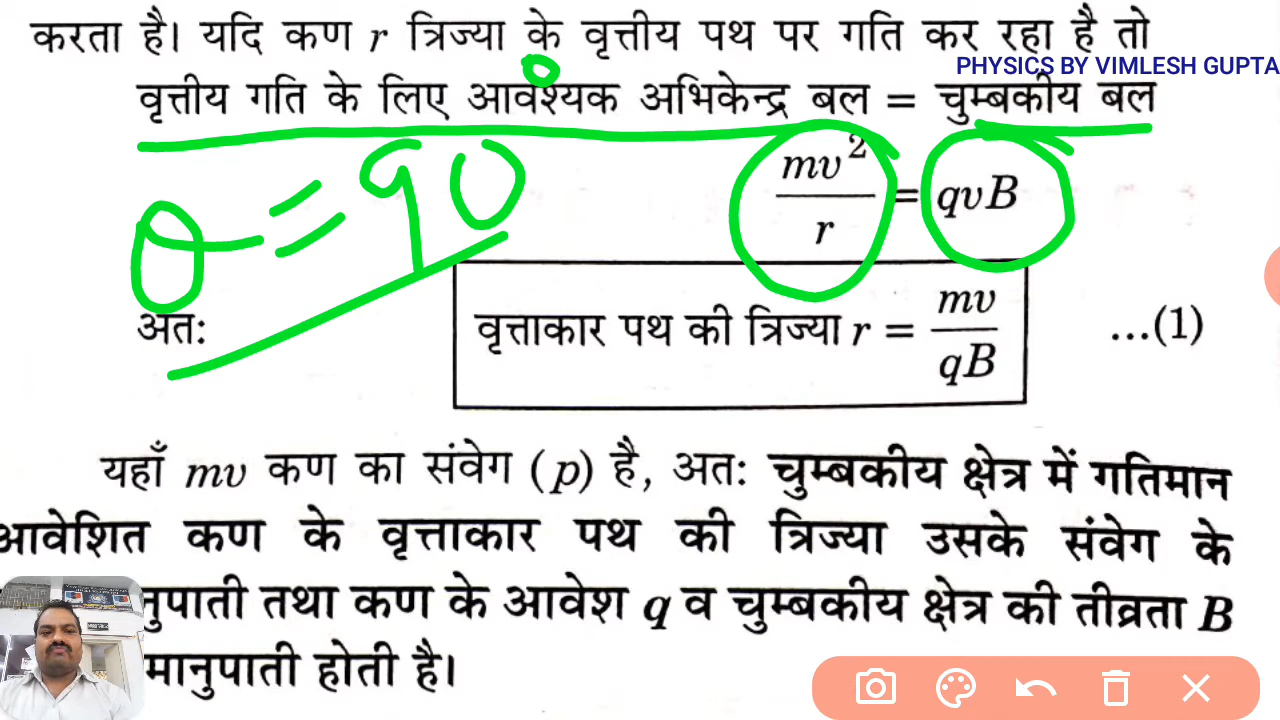 करता है। यदि कण r त्रिज्या के वृत्तीय पथ पर गति कर रहा है तो
PHYSICS BY VIMLESH GUPTA
वृत्तीय गति के लिए आवश्यक अभिकेन्द्र बल = चुम्बकीय बल
mv²/r = qvB
θ = 90
अतः वृत्ताकार पथ की त्रिज्या r = mv/qB ...(1)
यहाँ mv कण का संवेग (p) है, अतः चुम्बकीय क्षेत्र में गतिमान
आवेशित कण के वृत्ताकार पथ की त्रिज्या उसके संवेग के
नुपाती तथा कण के आवेश q व चुम्बकीय क्षेत्र की तीव्रता B
मानुपाती होती है।